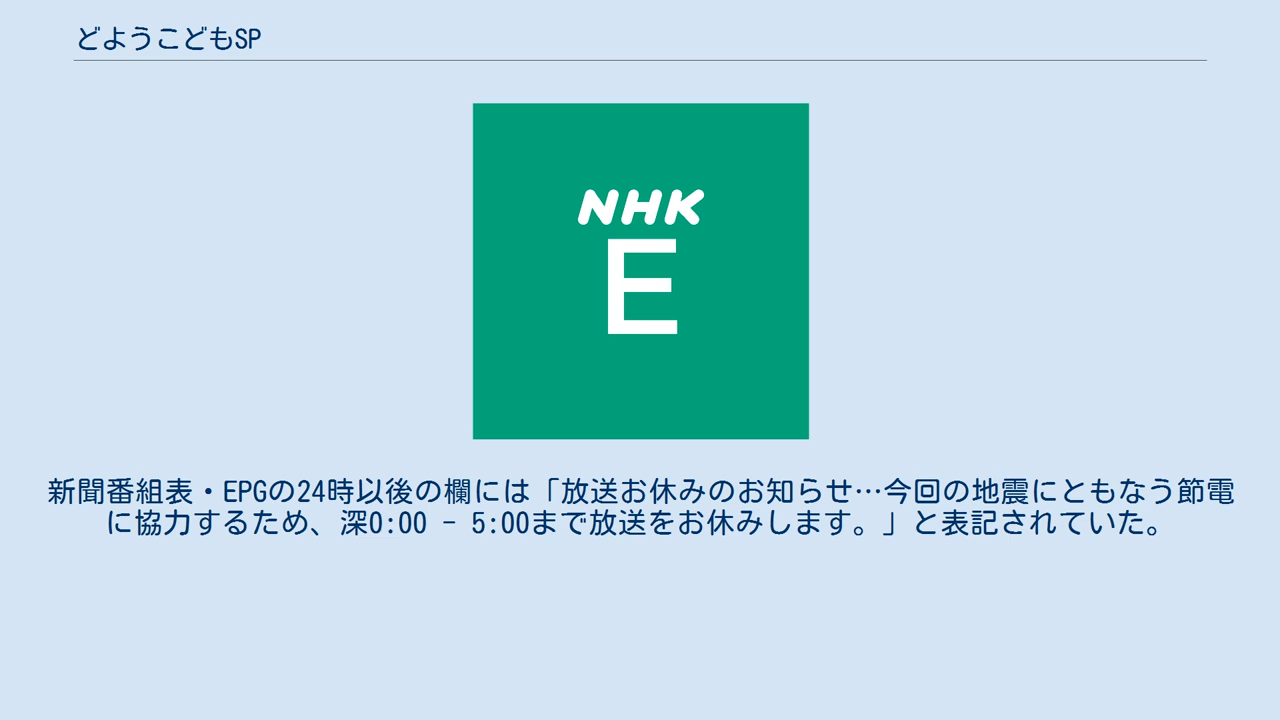 どようこどもSP
NHK
E
新聞番組表・EPGの24時以後の欄には「放送お休みのお知らせ…今回の地震にともなう節電
に協力するため、深0:00 - 5:00まで放送をお休みします。」と表記されていた。